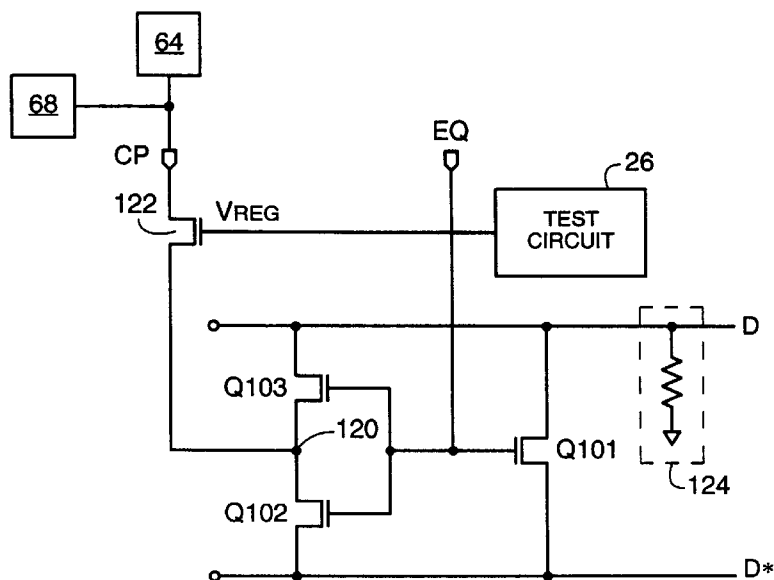 64
68
CP
EQ
26
122
VREG
TEST
CIRCUIT
D
Q103
120
Q101
124
Q102
D*